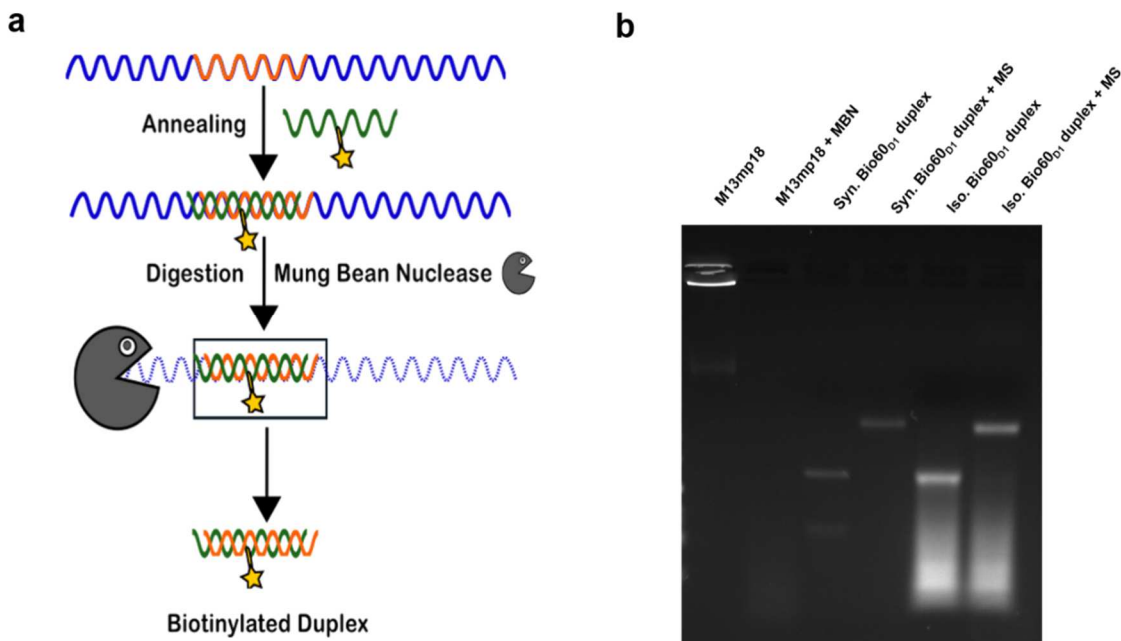 a
Annealing
Digestion
Mung Bean Nuclease
Biotinylated Duplex
b
M13mp18
M13mp18 + MBN
Syn. Bio60D1 duplex
Syn. Bio60D1 duplex + MS
Iso. Bio60D1 duplex
Iso. Bio60D1 duplex + MS